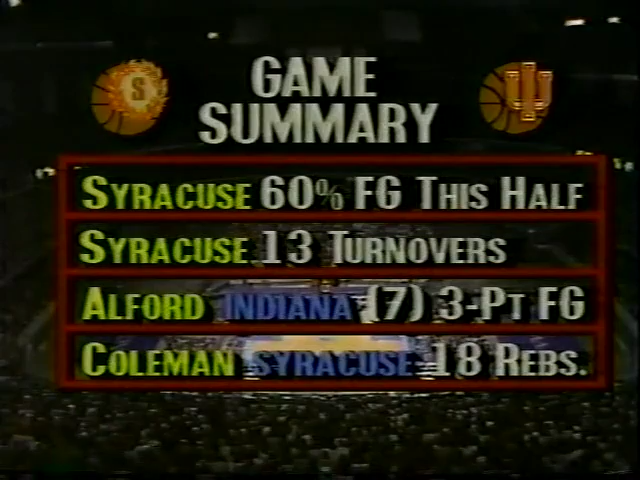 S
IU
GAME
SUMMARY
SYRACUSE 60% FG THIS HALF
SYRACUSE 13 TURNOVERS
ALFORD INDIANA (7) 3-PT FG
COLEMAN SYRACUSE 18 REBS.